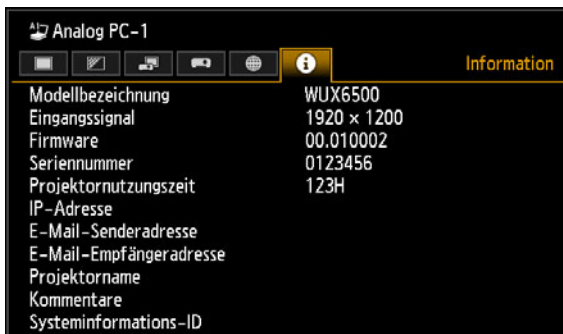 Analog PC-1
Information
Modellbezeichnung WUX6500
Eingangssignal 1920 × 1200
Firmware 00.010002
Seriennummer 0123456
Projektornutzungszeit 123H
IP-Adresse
E-Mail-Senderadresse
E-Mail-Empfängeradresse
Projektorname
Kommentare
Systeminformations-ID